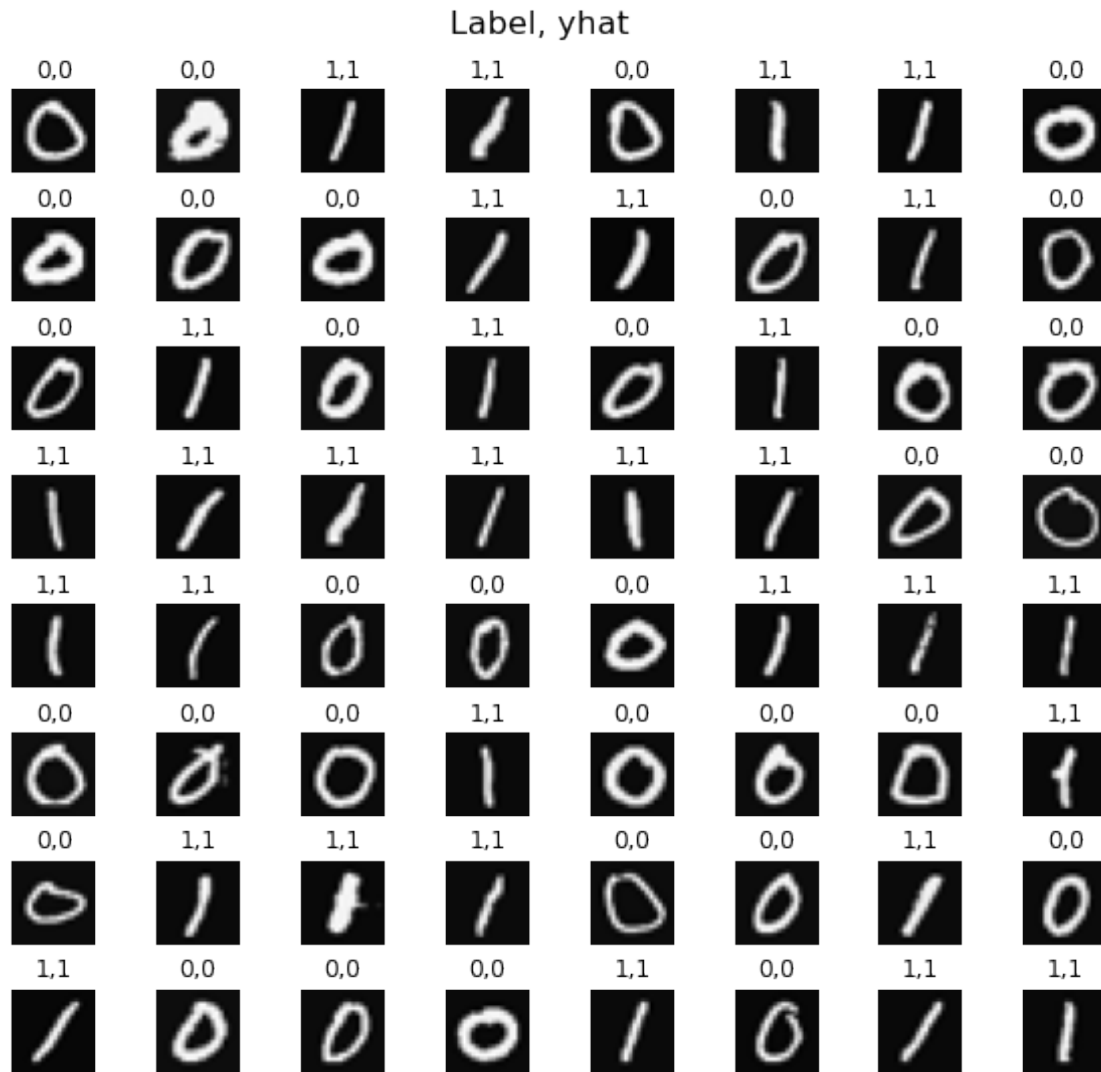 Label, yhat
0,0 0,0 1,1 1,1 0,0 1,1 1,1 0,0
0,0 0,0 0,0 1,1 1,1 0,0 1,1 0,0
0,0 1,1 0,0 1,1 0,0 1,1 0,0 0,0
1,1 1,1 1,1 1,1 1,1 1,1 0,0 0,0
1,1 1,1 0,0 0,0 0,0 1,1 1,1 1,1
0,0 0,0 0,0 1,1 0,0 0,0 0,0 1,1
0,0 1,1 1,1 1,1 0,0 0,0 1,1 0,0
1,1 0,0 0,0 0,0 1,1 0,0 1,1 1,1